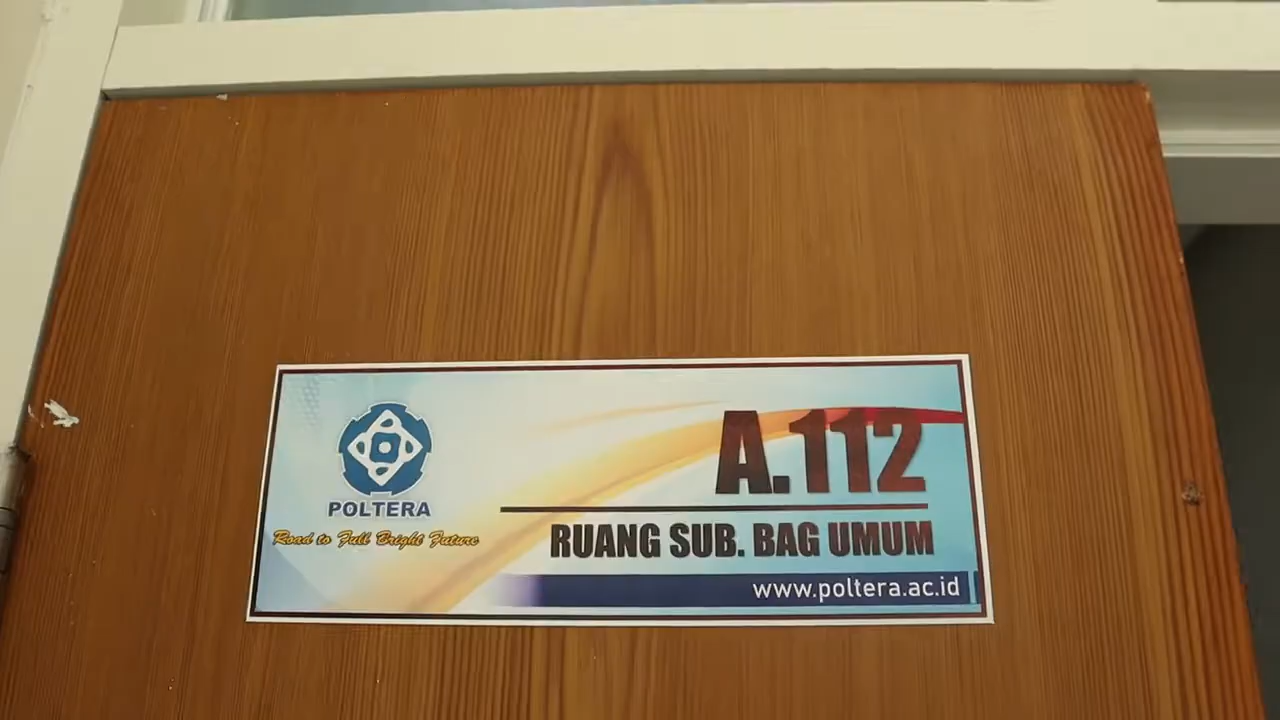 A.112
POLTERA
Road to Full Bright Future
RUANG SUB. BAG UMUM
www.poltera.ac.id